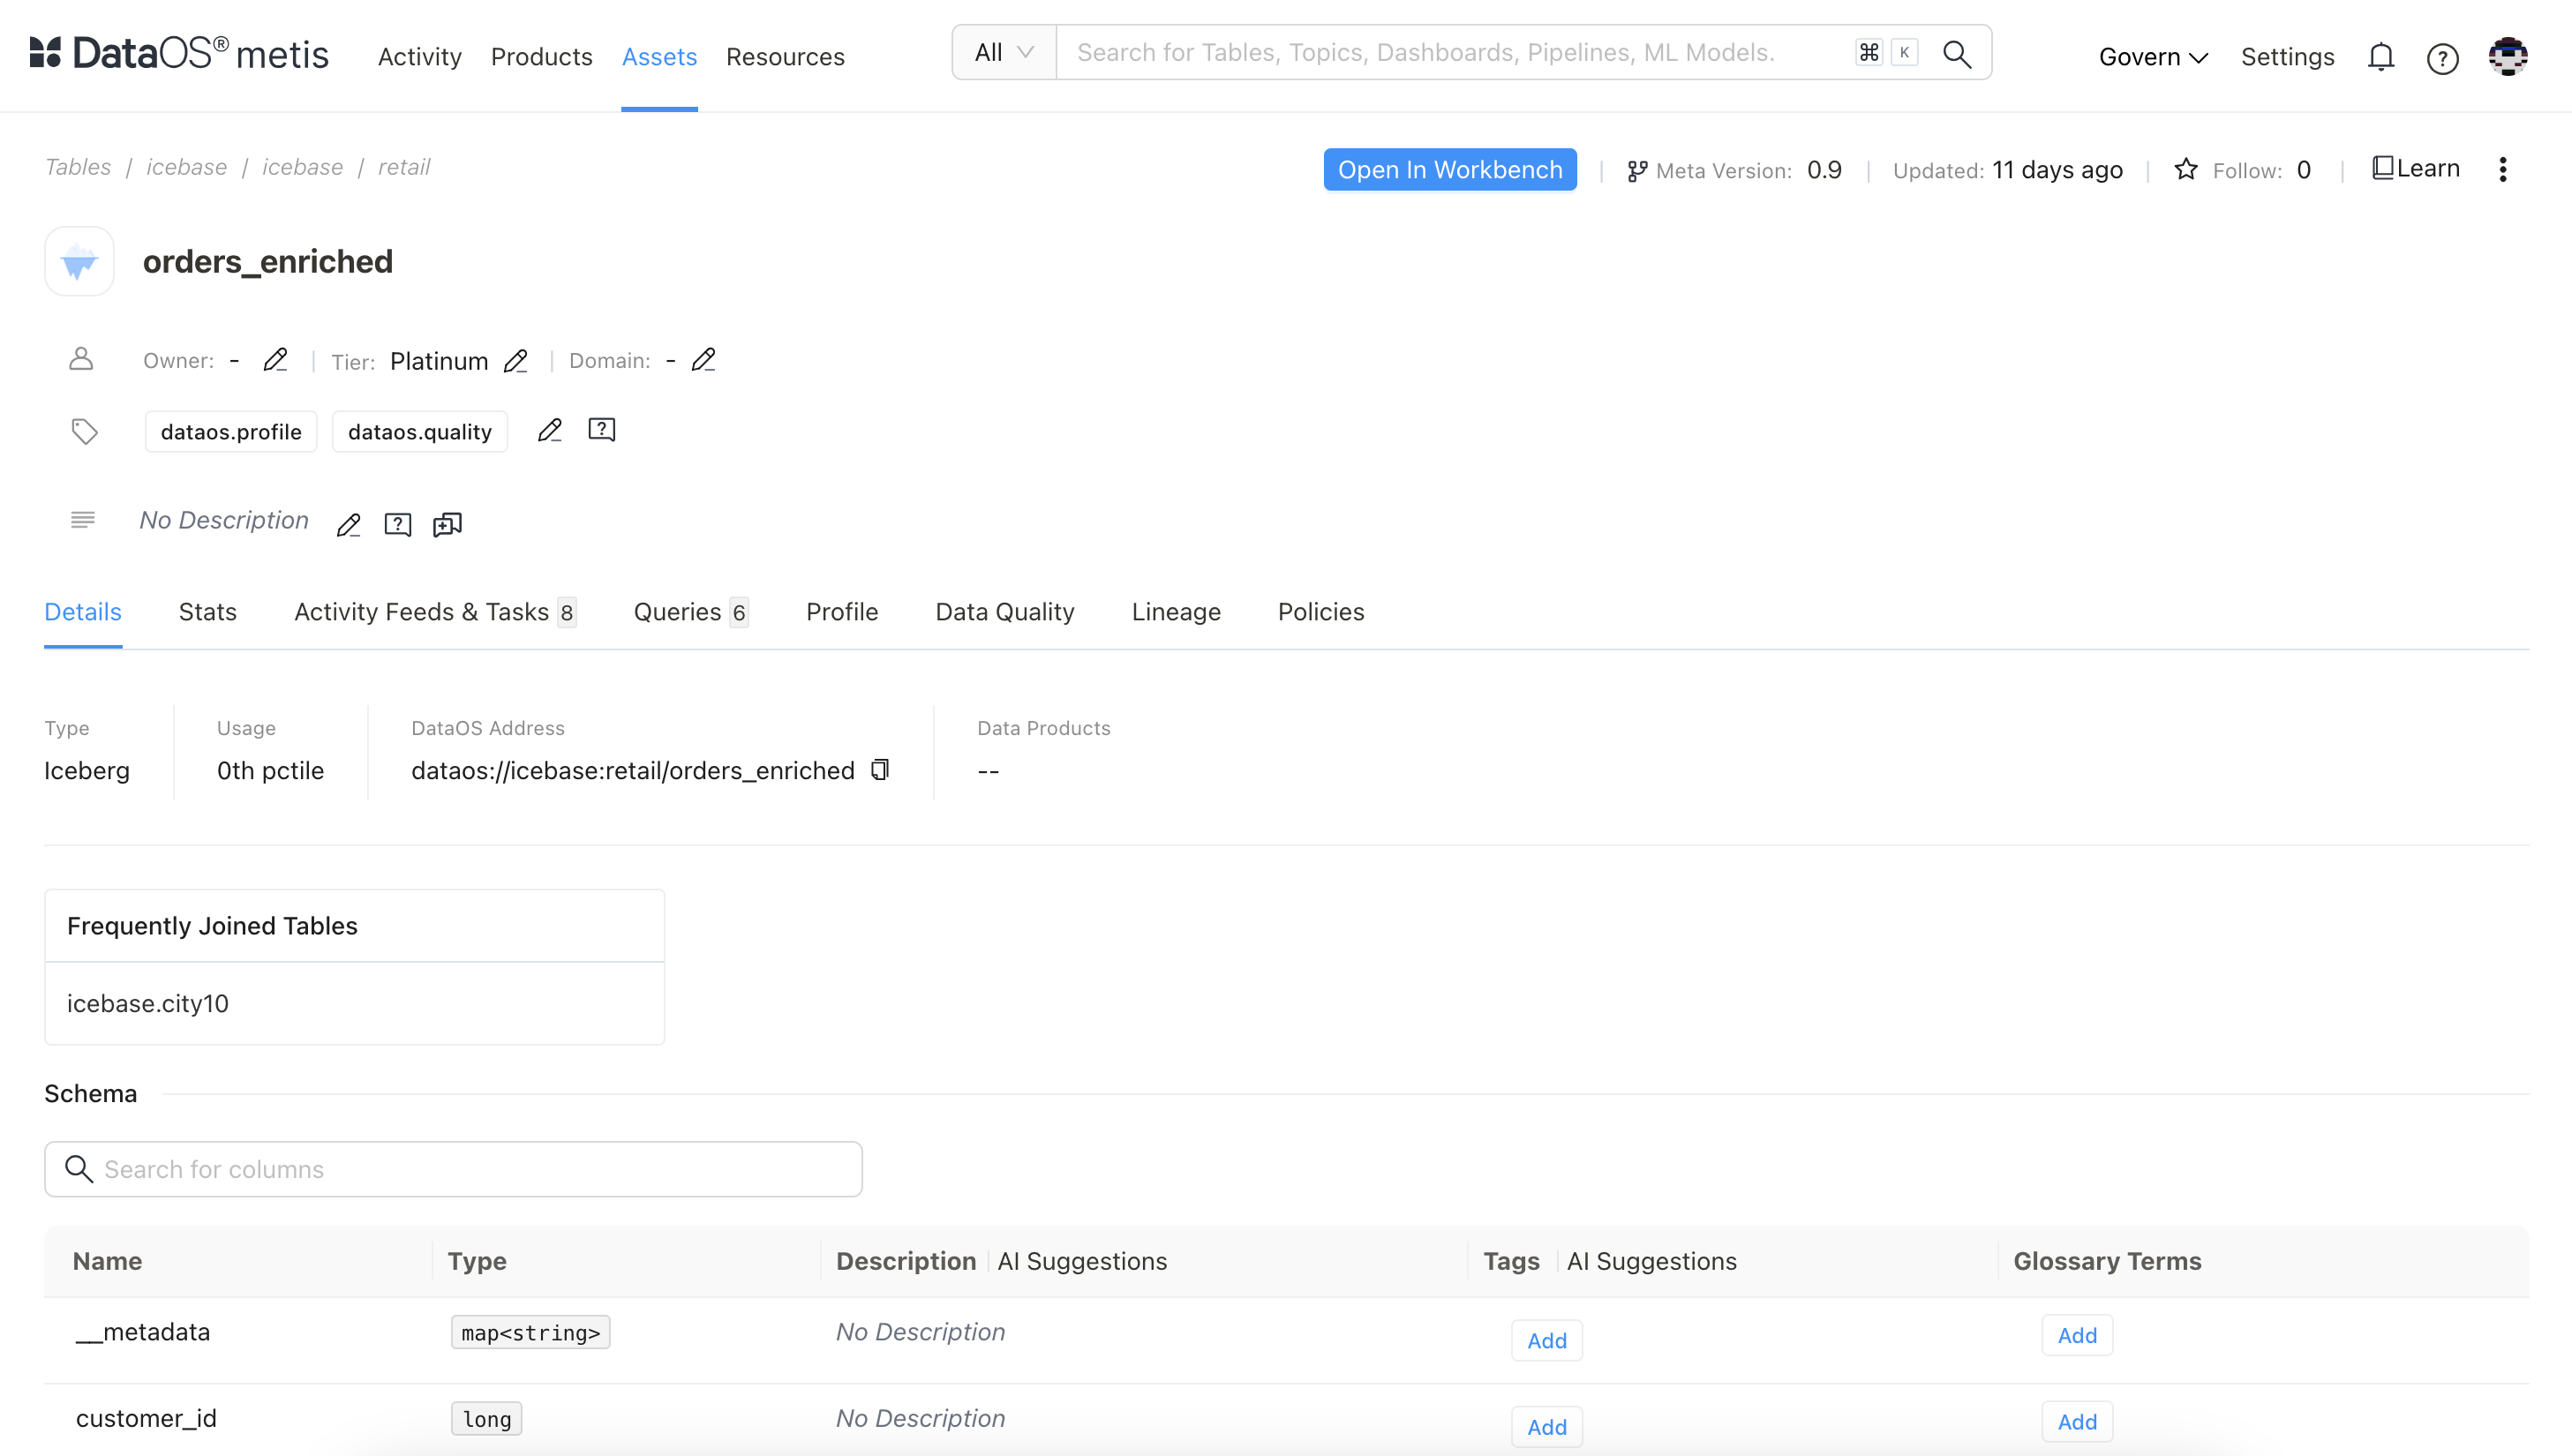 DataOS® metis
Activity Products Assets Resources
All Search for Tables, Topics, Dashboards, Pipelines, ML Models. ⌘ K
Govern Settings
Tables / icebase / icebase / retail
Open In Workbench | Meta Version: 0.9 | Updated: 11 days ago | Follow: 0 | Learn
orders_enriched
Owner: - | Tier: Platinum | Domain: -
dataos.profile dataos.quality
No Description
Details Stats Activity Feeds & Tasks 8 Queries 6 Profile Data Quality Lineage Policies
Type Usage DataOS Address Data Products
Iceberg 0th pctile dataos://icebase:retail/orders_enriched --
Frequently Joined Tables
icebase.city10
Schema
Search for columns
Name Type Description | AI Suggestions Tags | AI Suggestions Glossary Terms
__metadata map<string> No Description Add Add
customer_id long No Description Add Add